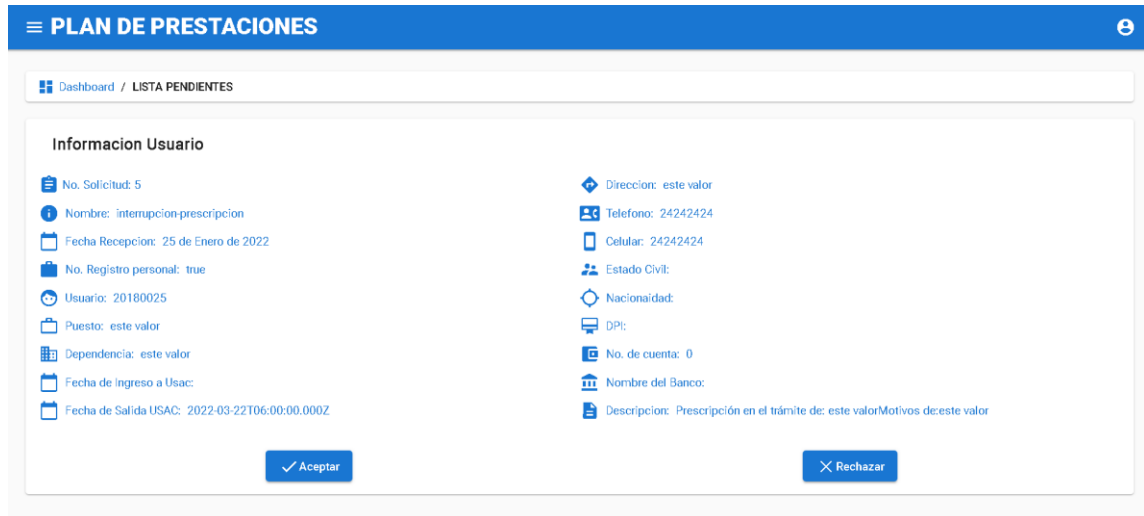 PLAN DE PRESTACIONES
Dashboard / LISTA PENDIENTES
Informacion Usuario
No. Solicitud: 5
Nombre: interrupcion-prescripcion
Fecha Recepcion: 25 de Enero de 2022
No. Registro personal: true
Usuario: 20180025
Puesto: este valor
Dependencia: este valor
Fecha de Ingreso a Usac:
Fecha de Salida USAC: 2022-03-22T06:00:00.000Z
Direccion: este valor
Telefono: 24242424
Celular: 24242424
Estado Civil:
Nacionaidad:
DPI:
No. de cuenta: 0
Nombre del Banco:
Descripcion: Prescripción en el trámite de: este valorMotivos de:este valor
Aceptar
Rechazar